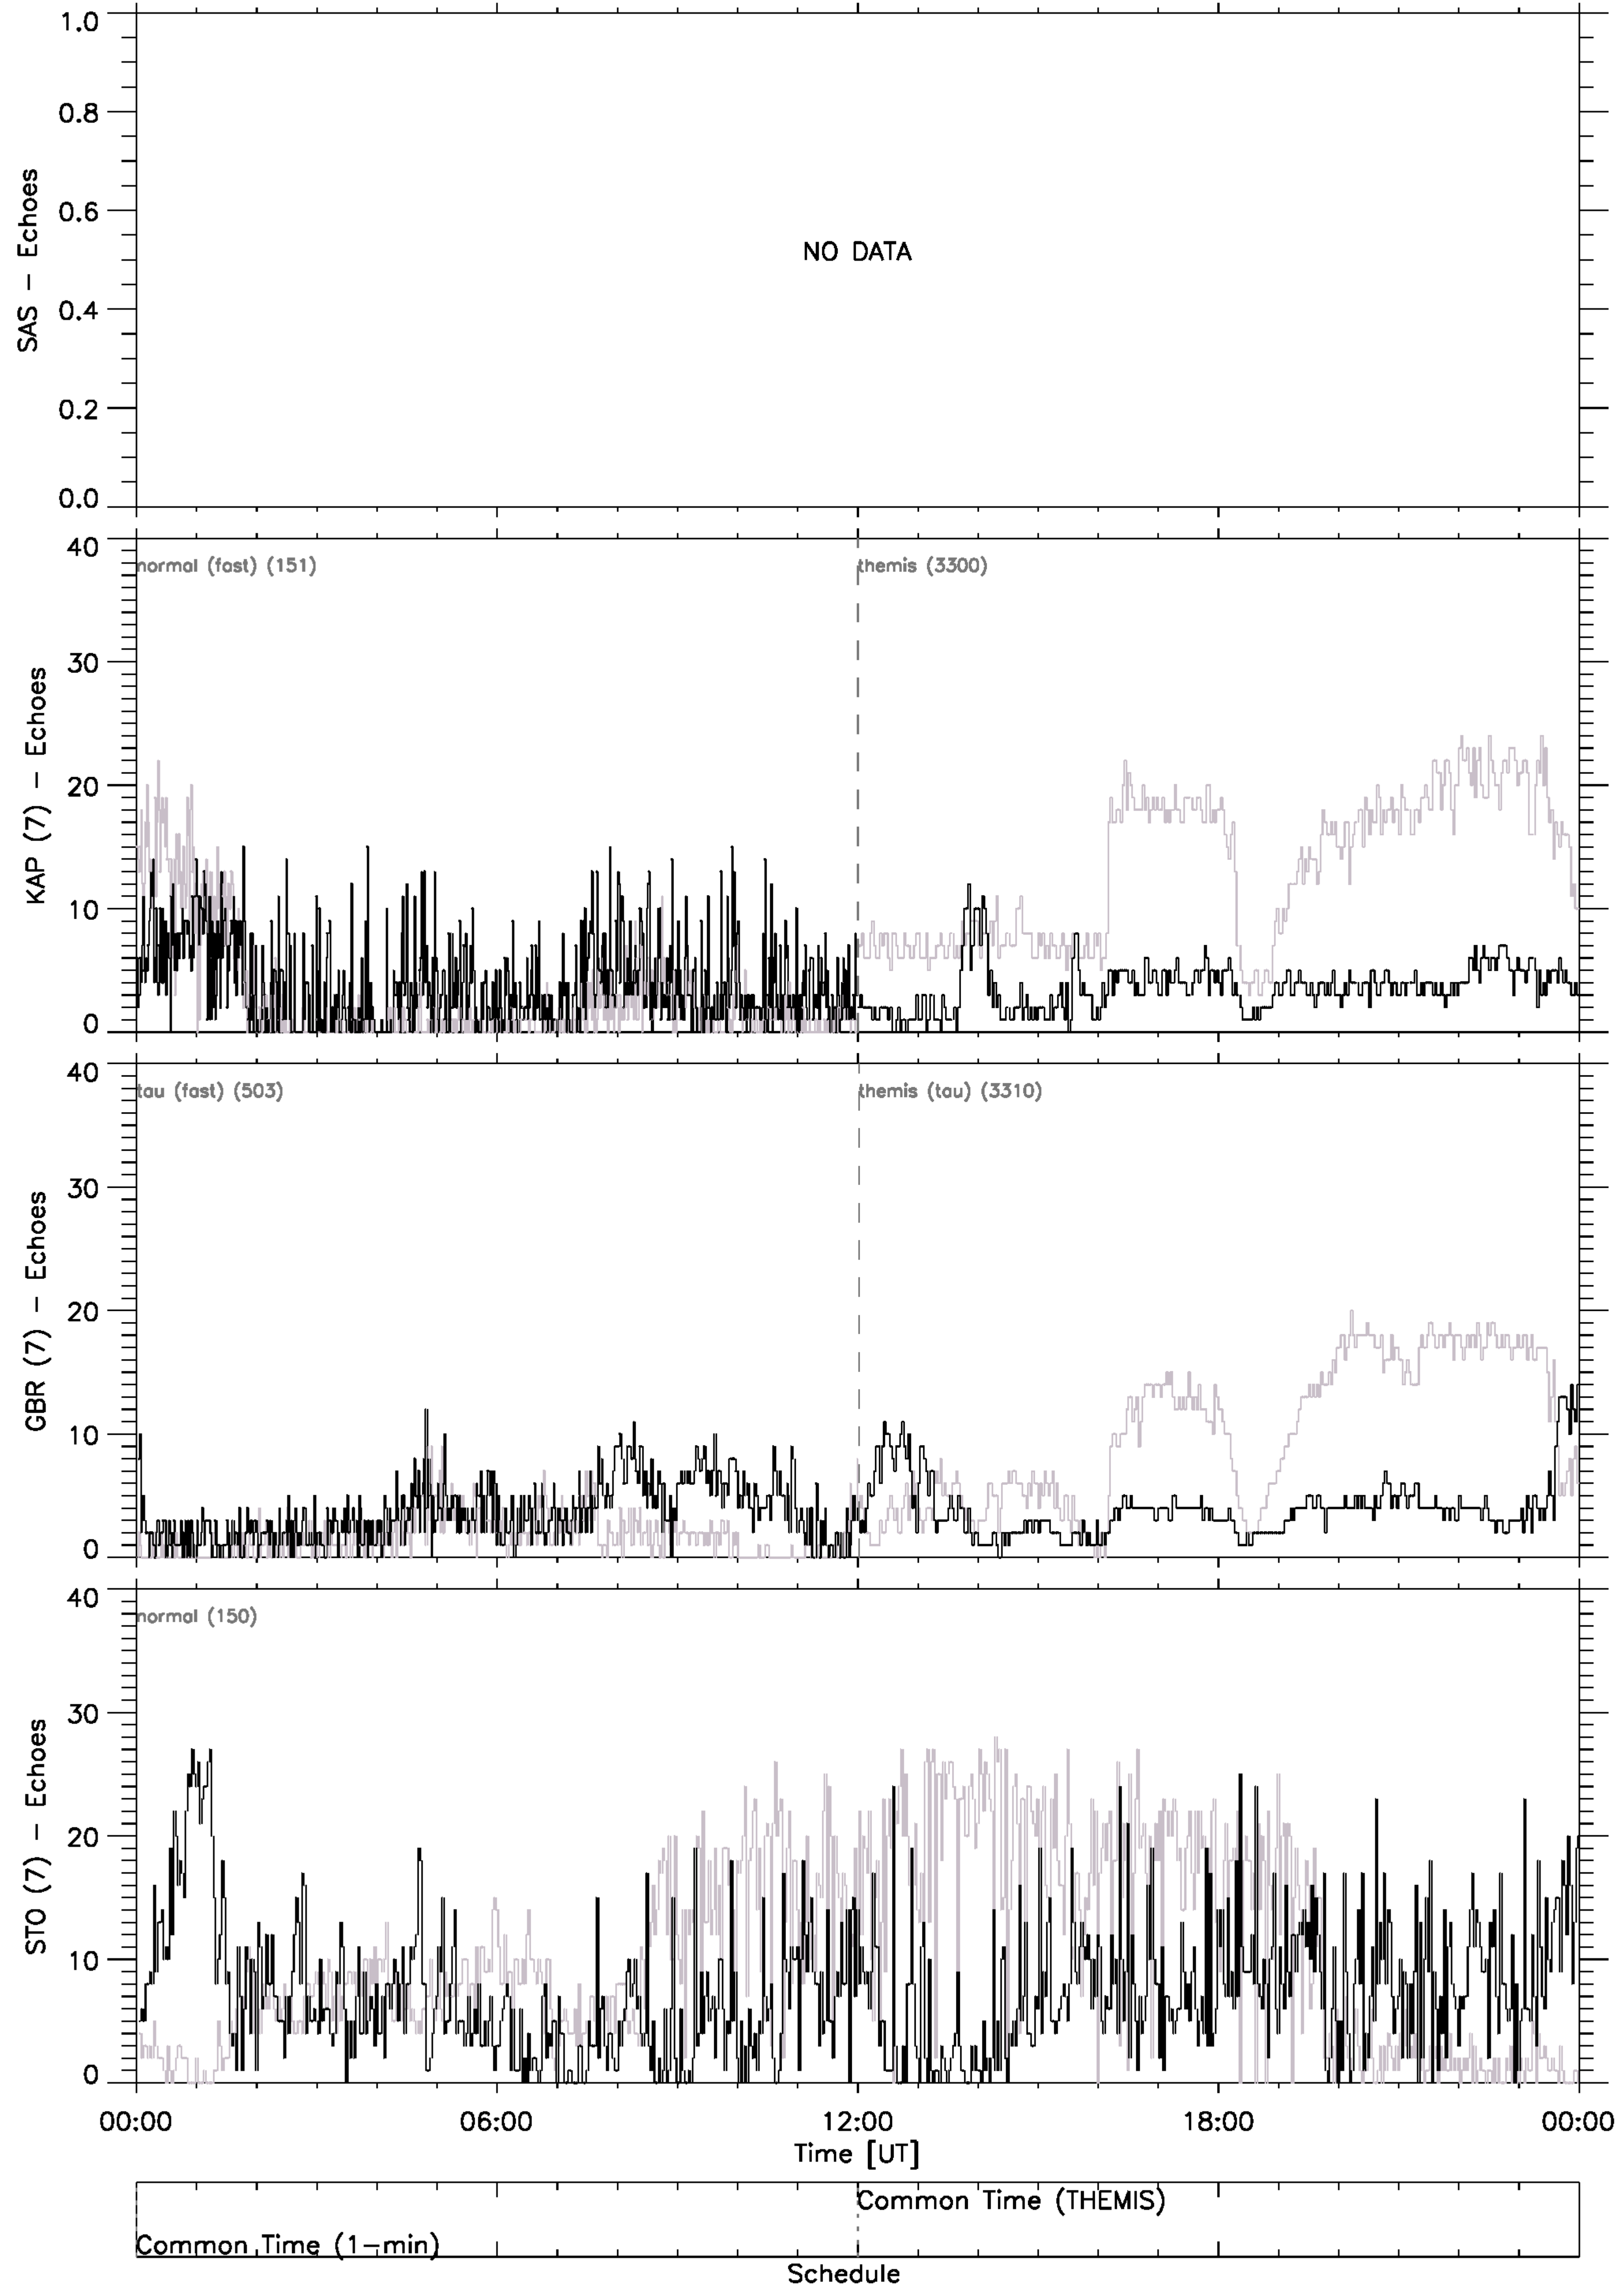 1.0
0.8
0.6
0.4
0.2
0.0
SAS – Echoes
NO DATA
40
30
20
10
0
KAP (7) – Echoes
normal (fast) (151)
themis (3300)
40
30
20
10
0
GBR (7) – Echoes
tau (fast) (503)
themis (tau) (3310)
40
30
20
10
0
STO (7) – Echoes
normal (150)
00:00 06:00 12:00 18:00 00:00
Time [UT]
Common Time (THEMIS)
Common Time (1–min)
Schedule